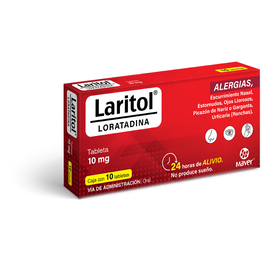 Laritol®
LORATADINA
Tableta
10 mg
Caja con 10 tabletas
VÍA DE ADMINISTRACIÓN: Oral
ALERGIAS,
Escurrimiento Nasal,
Estornudos, Ojos Llorosos,
Picazón de Nariz o Garganta,
Urticaria (Ronchas).
24 horas de ALIVIO.
No produce sueño.
Maver®